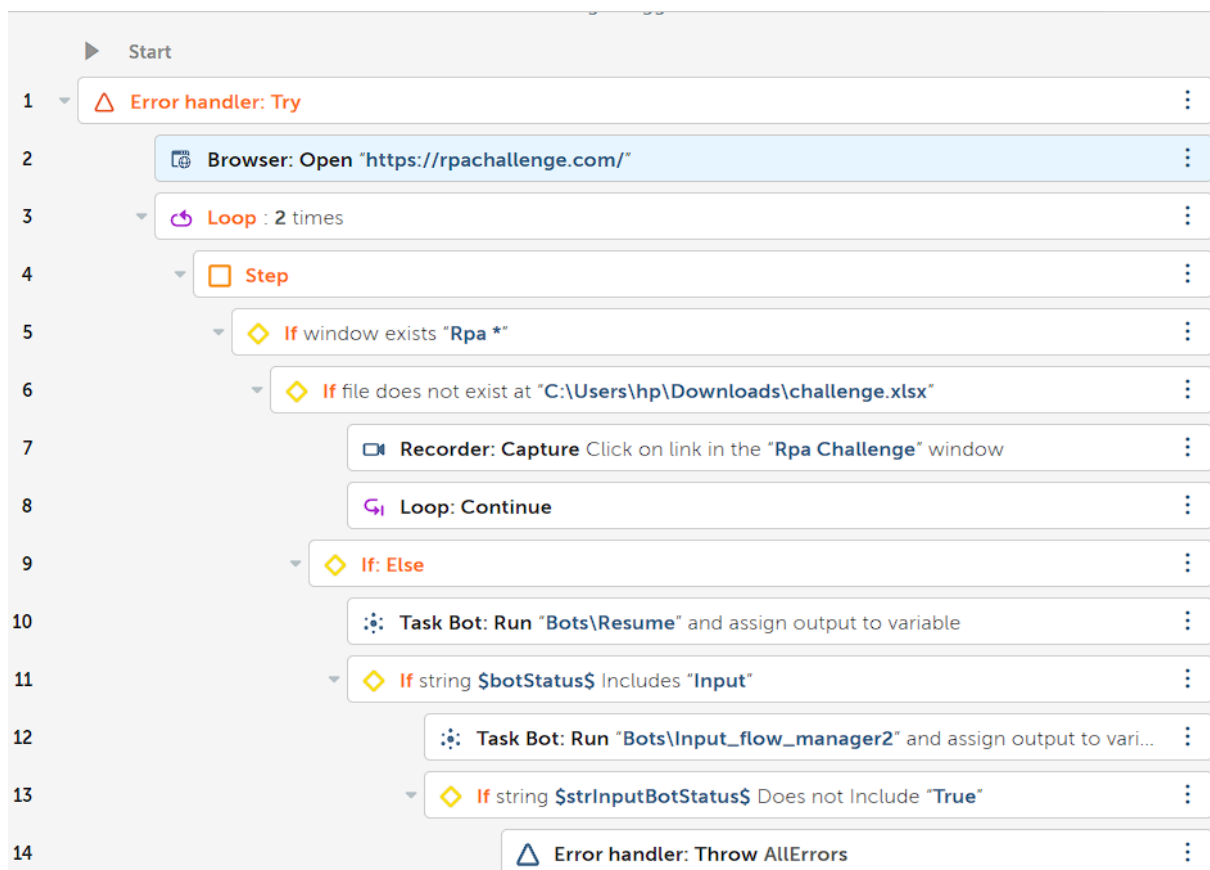 Start
1 Error handler: Try
2 Browser: Open “https://rpachallenge.com/”
3 Loop : 2 times
4 Step
5 If window exists “Rpa *”
6 If file does not exist at “C:\Users\hp\Downloads\challenge.xlsx”
7 Recorder: Capture Click on link in the “Rpa Challenge” window
8 Loop: Continue
9 If: Else
10 Task Bot: Run “Bots\Resume” and assign output to variable
11 If string $botStatus$ Includes “Input”
12 Task Bot: Run “Bots\Input_flow_manager2” and assign output to vari...
13 If string $strInputBotStatus$ Does not Include “True”
14 Error handler: Throw AllErrors